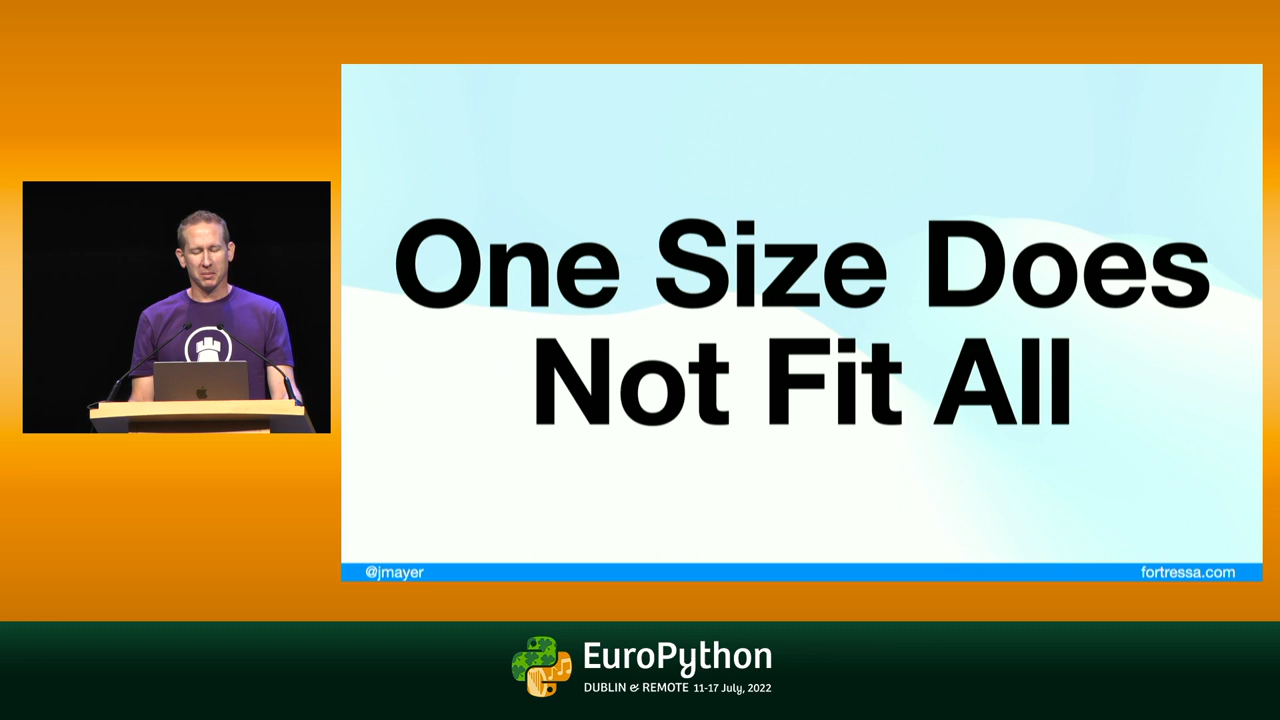 One Size Does
Not Fit All
@jmayer
fortressa.com
EuroPython
DUBLIN & REMOTE 11-17 July, 2022